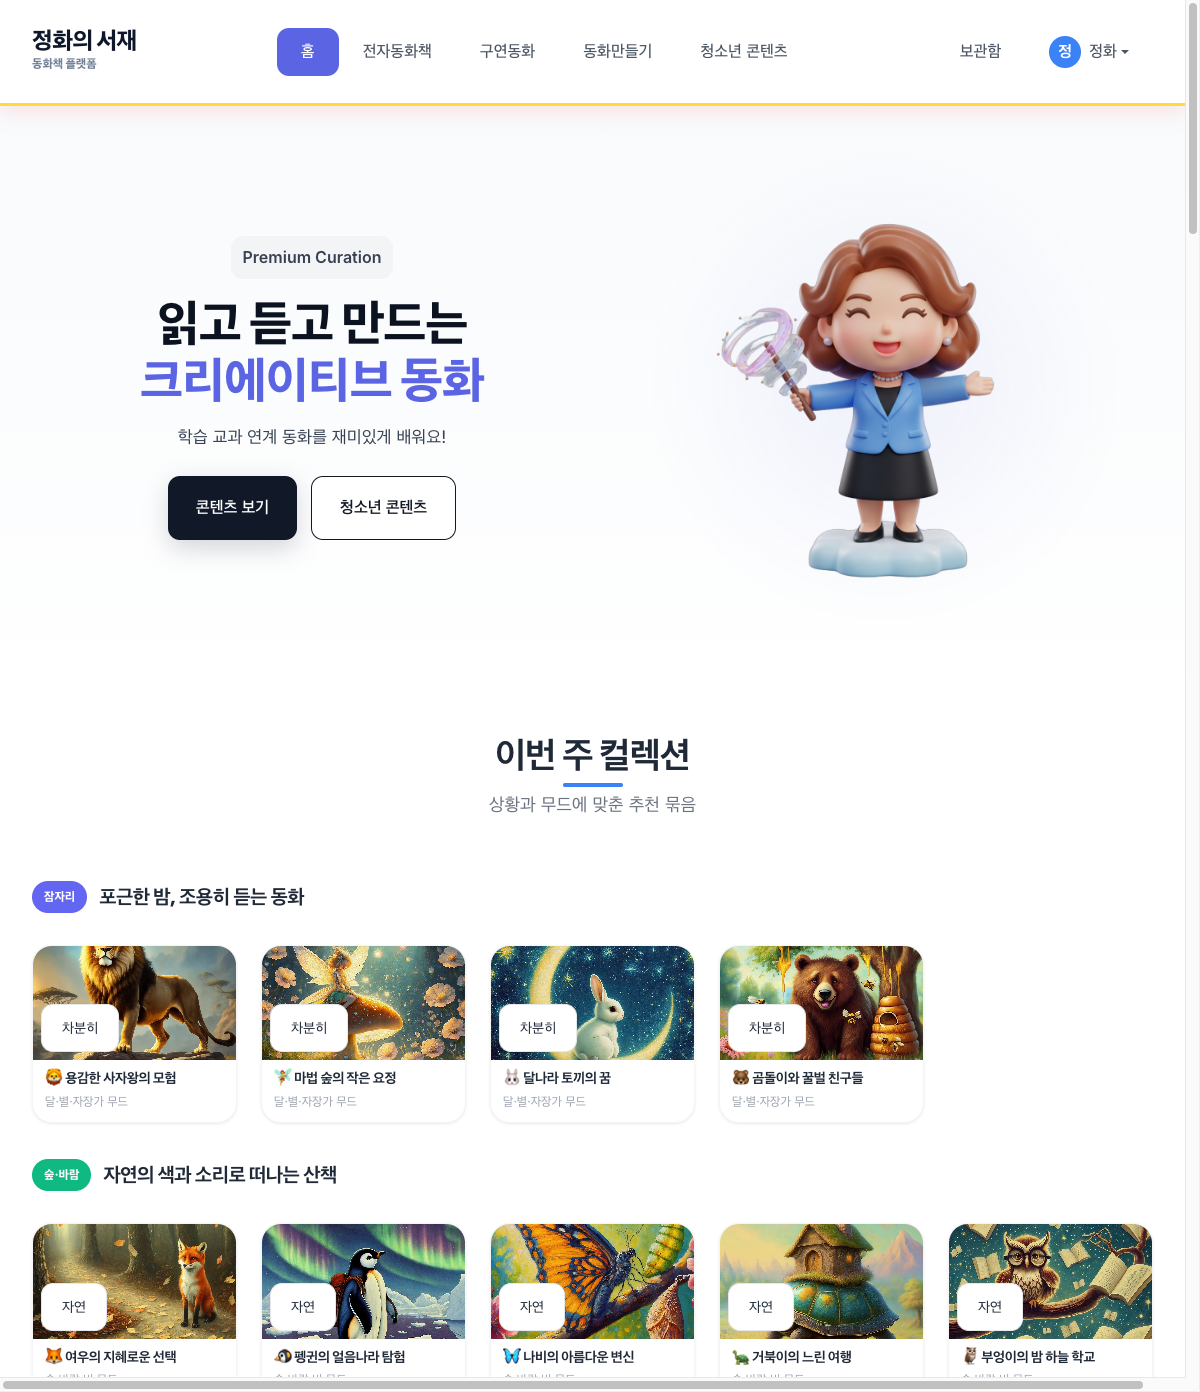 정화의 서재
동화책 플랫폼
홈
전자동화책
구연동화
동화만들기
청소년 콘텐츠
보관함
정
정화
Premium Curation
읽고 듣고 만드는
크리에이티브 동화
학습 교과 연계 동화를 재미있게 배워요!
콘텐츠 보기
청소년 콘텐츠
이번 주 컬렉션
상황과 무드에 맞춘 추천 묶음
잠자리
포근한 밤, 조용히 듣는 동화
차분히
차분히
차분히
차분히
용감한 사자왕의 모험
마법 숲의 작은 요정
달나라 토끼의 꿈
곰돌이와 꿀벌 친구들
달·별·자장가 무드
달·별·자장가 무드
달·별·자장가 무드
달·별·자장가 무드
숲·바람
자연의 색과 소리로 떠나는 산책
자연
자연
자연
자연
자연
여우의 지혜로운 선택
펭귄의 얼음나라 탐험
나비의 아름다운 변신
거북이의 느린 여행
부엉이의 밤 하늘 학교